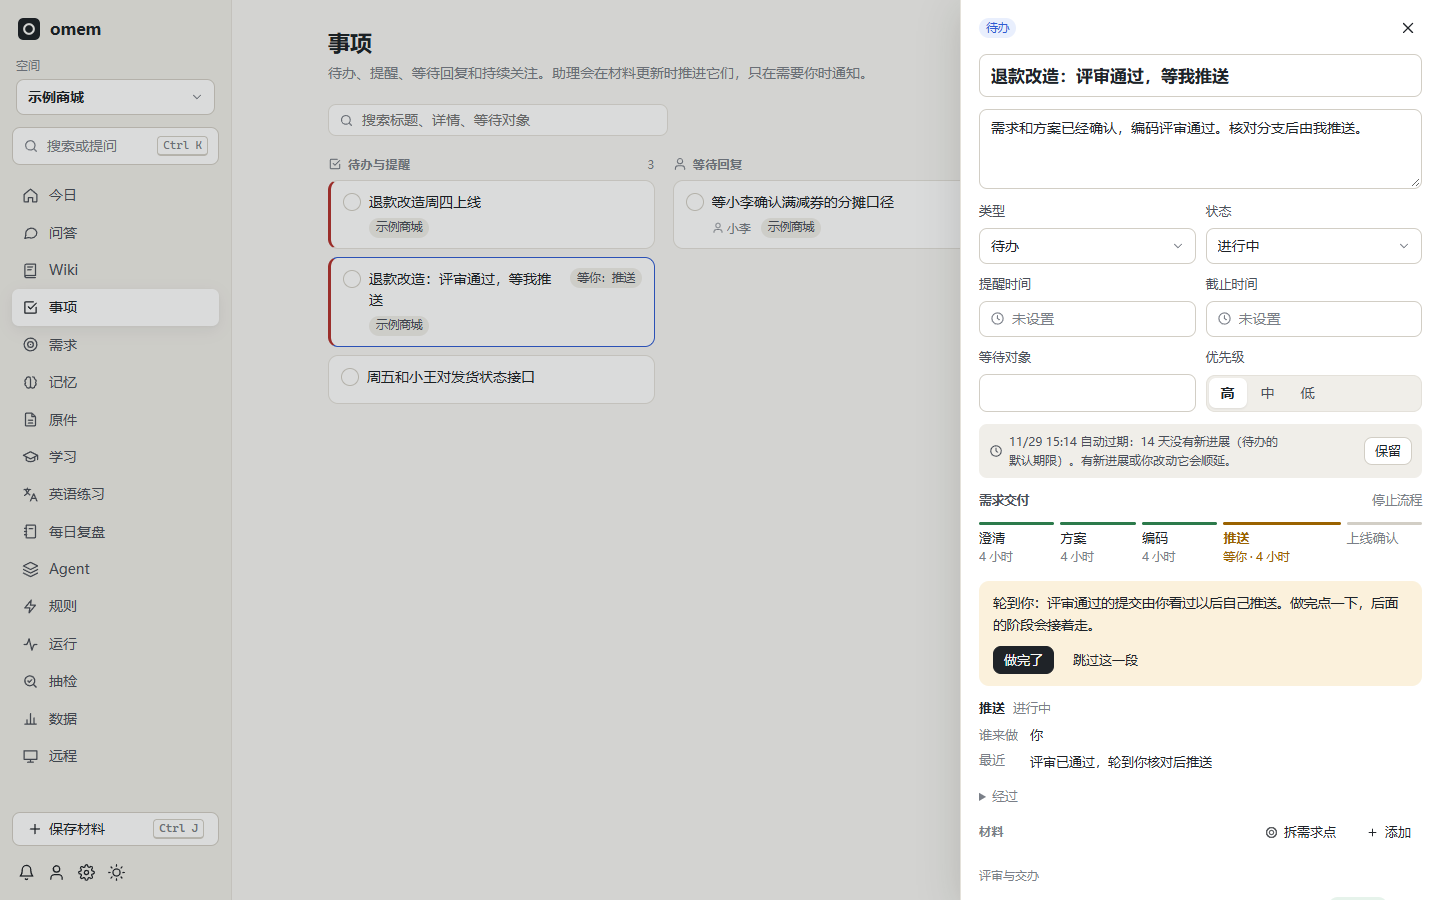 omem
空间
示例商城
搜索或提问 Ctrl K
今日
问答
Wiki
事项
需求
记忆
原件
学习
英语练习
每日复盘
Agent
规则
运行
抽检
数据
远程
保存材料 Ctrl J
事项
待办、提醒、等待回复和持续关注。助理会在材料更新时推进它们，只在需要你时通知。
搜索标题、详情、等待对象
待办与提醒 3
退款改造周四上线
示例商城
退款改造：评审通过，等我推
送
等你：推送
示例商城
周五和小王对发货状态接口
等待回复
等小李确认满减券的分摊口径
小李 示例商城
待办
退款改造：评审通过，等我推送
需求和方案已经确认，编码评审通过。核对分支后由我推送。
类型 状态
待办 进行中
提醒时间 截止时间
未设置 未设置
等待对象 优先级
高 中 低
11/29 15:14 自动过期：14 天没有新进展（待办的
默认期限）。有新进展或你改动它会顺延。
保留
需求交付 停止流程
澄清 方案 编码 推送 上线确认
4 小时 4 小时 4 小时 等你 · 4 小时
轮到你：评审通过的提交由你看过以后自己推送。做完点一下，后面
的阶段会接着走。
做完了 跳过这一段
推送 进行中
谁来做 你
最近 评审已通过，轮到你核对后推送
经过
材料 拆需求点 添加
评审与交办